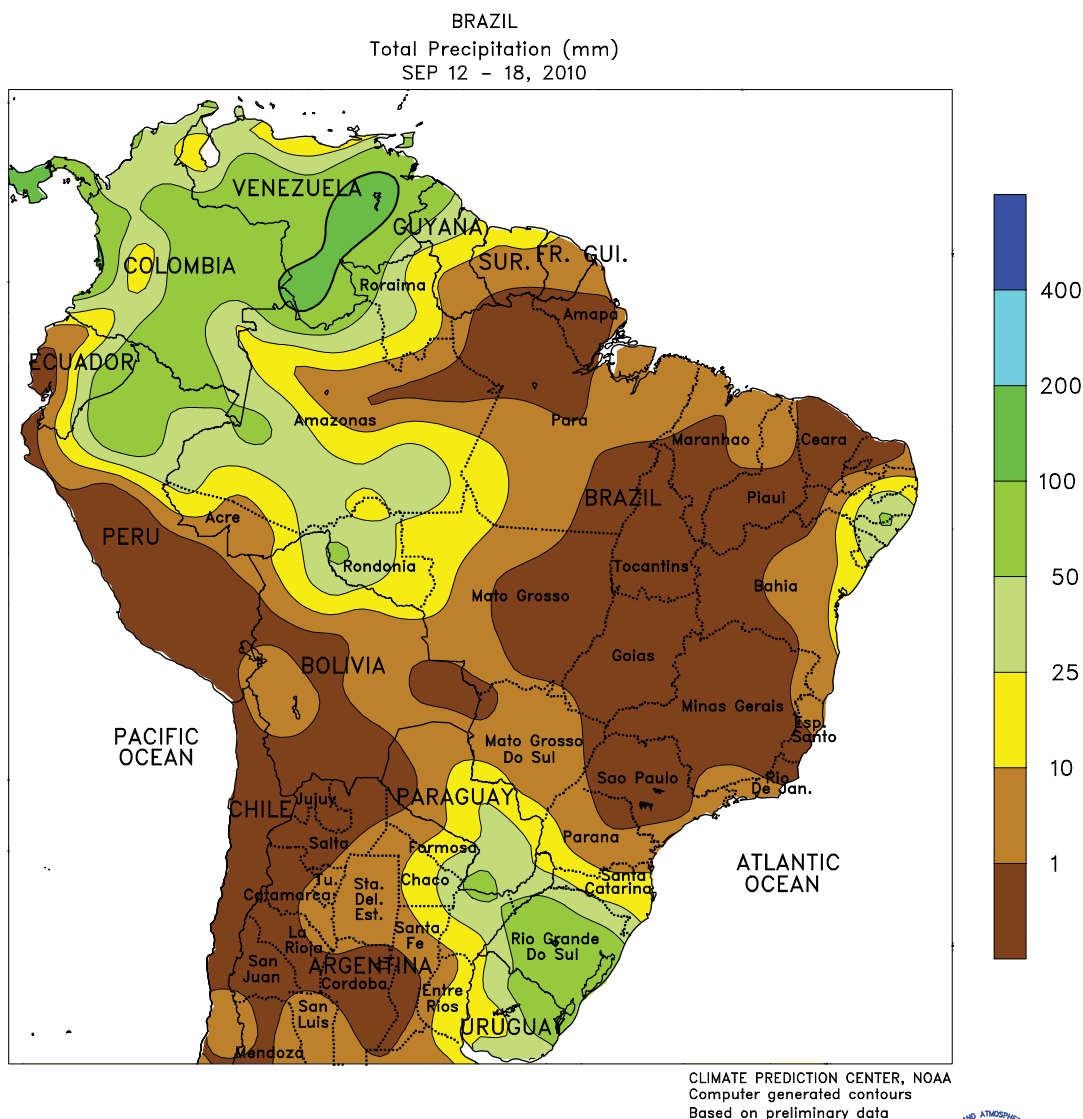 BRAZIL
Total Precipitation (mm)
SEP 12 - 18, 2010
VENEZUELA
GUYANA
COLOMBIA
SUR.
FR. GUI.
Roraima
Amapa
ECUADOR
Amazonas
Para
Maranhao
Ceara
BRAZIL
Piaui
PERU
Acre
Rondonia
Tocantins
Bahia
Mato Grosso
BOLIVIA
Goias
Minas Gerais
PACIFIC
OCEAN
Esp.
Santo
Mato Grosso
Do Sul
Sao Paulo
Rio
De Jan.
CHILE
Jujuy
PARAGUAY
Salta
Formosa
Parana
Tu.
Catamarca
Sta.
Del.
Est.
Chaco
Santa
Catarina
ATLANTIC
OCEAN
La
Rioja
Santa
Fe
Rio Grande
Do Sul
San
Juan
ARGENTINA
Cordoba
San
Luis
Entre
Rios
URUGUAY
Mendoza
400
200
100
50
25
10
1
CLIMATE PREDICTION CENTER, NOAA
Computer generated contours
Based on preliminary data
AND ATMOSPHE